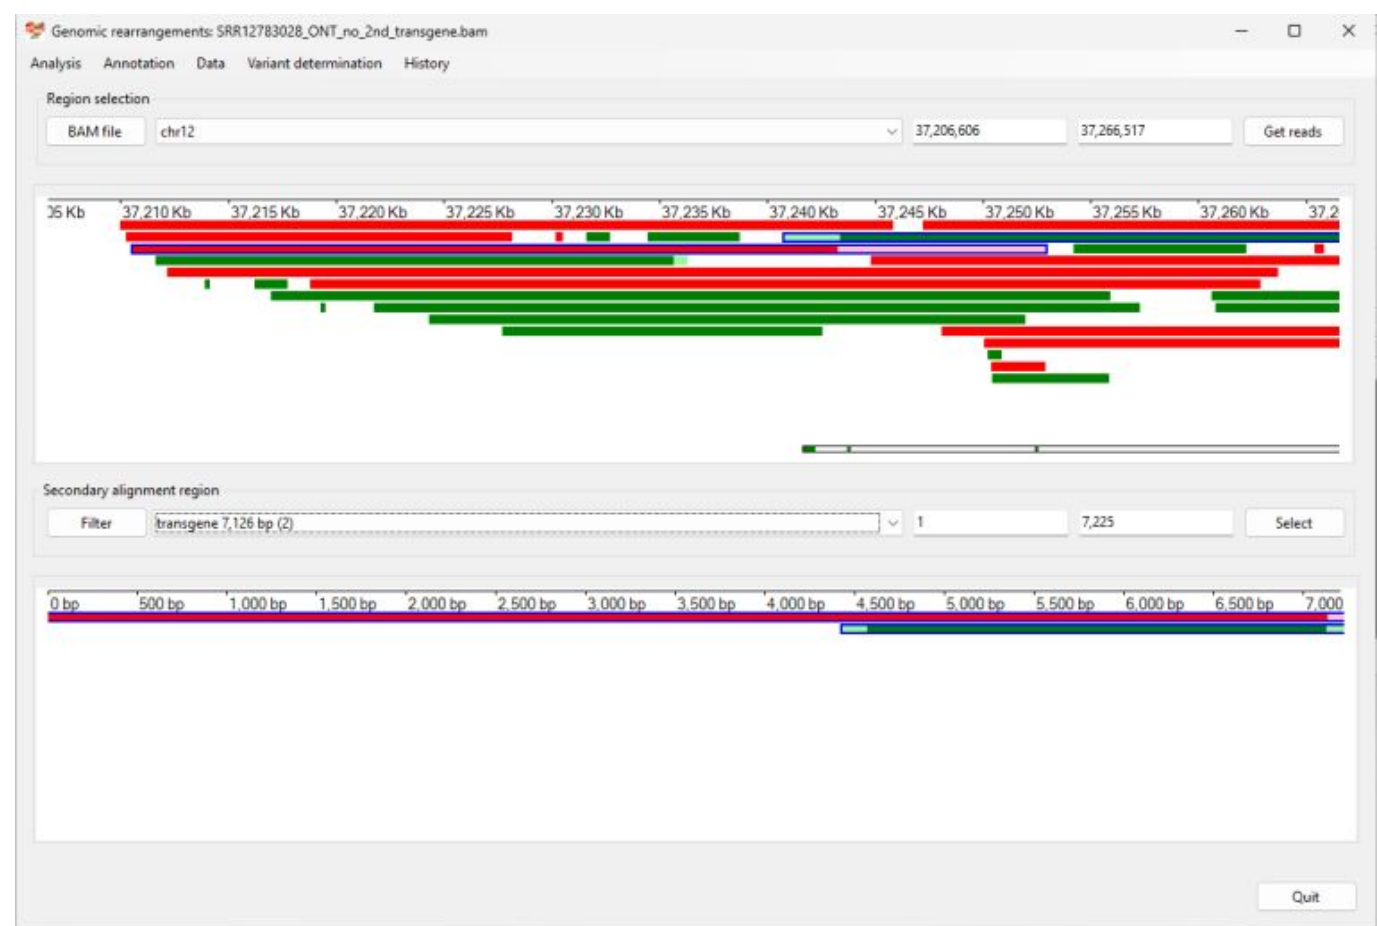 Genomic rearrangements: SRR12783028_ONT_no_2nd_transgene.bam
Analysis Annotation Data Variant determination History
Region selection
BAM file chr12 37,206,606 37,266,517 Get reads
05 Kb 37,210 Kb 37,215 Kb 37,220 Kb 37,225 Kb 37,230 Kb 37,235 Kb 37,240 Kb 37,245 Kb 37,250 Kb 37,255 Kb 37,260 Kb 37,2
Secondary alignment region
Filter transgene 7,126 bp (2) 1 7,225 Select
0 bp 500 bp 1,000 bp 1,500 bp 2,000 bp 2,500 bp 3,000 bp 3,500 bp 4,000 bp 4,500 bp 5,000 bp 5,500 bp 6,000 bp 6,500 bp 7,000
Quit